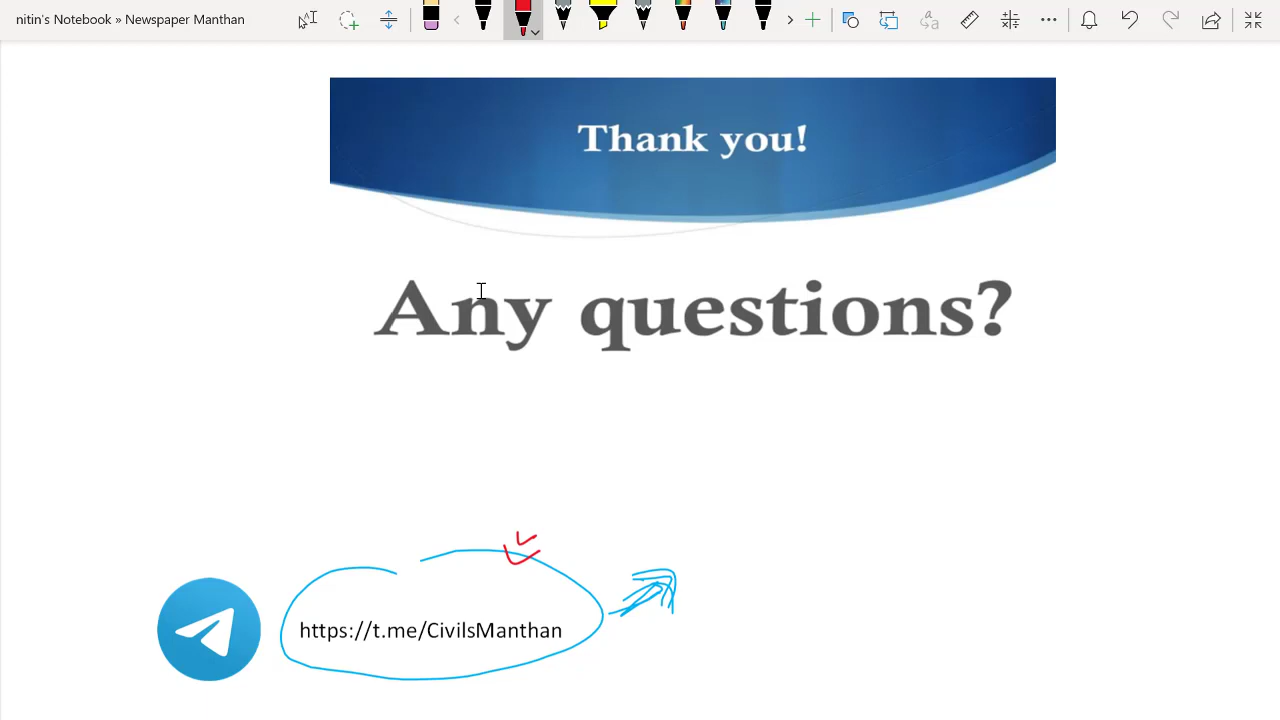 nitin's Notebook » Newspaper Manthan
Thank you!
Any questions?
https://t.me/CivilsManthan